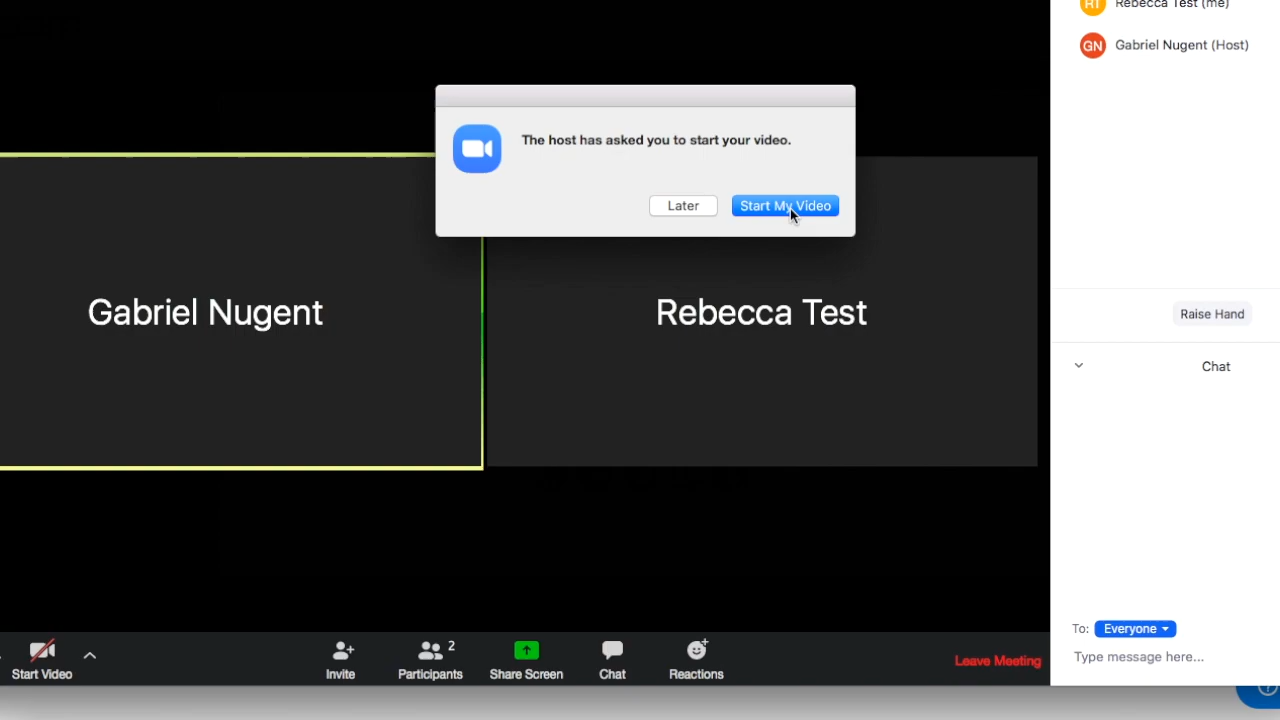 RT Rebecca Test (me)
GN Gabriel Nugent (Host)
The host has asked you to start your video.
Later
Start My Video
Gabriel Nugent
Rebecca Test
Raise Hand
Chat
To: Everyone
Type message here...
Start Video
Invite
Participants 2
Share Screen
Chat
Reactions
Leave Meeting